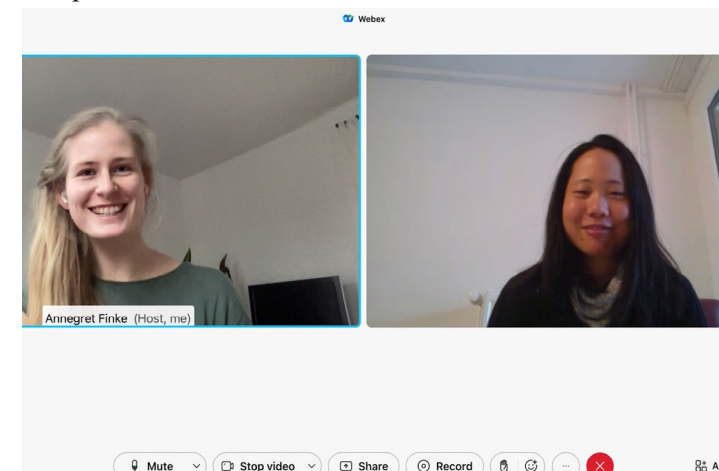 Webex
Annegret Finke (Host, me)
Mute
Stop video
Share
Record